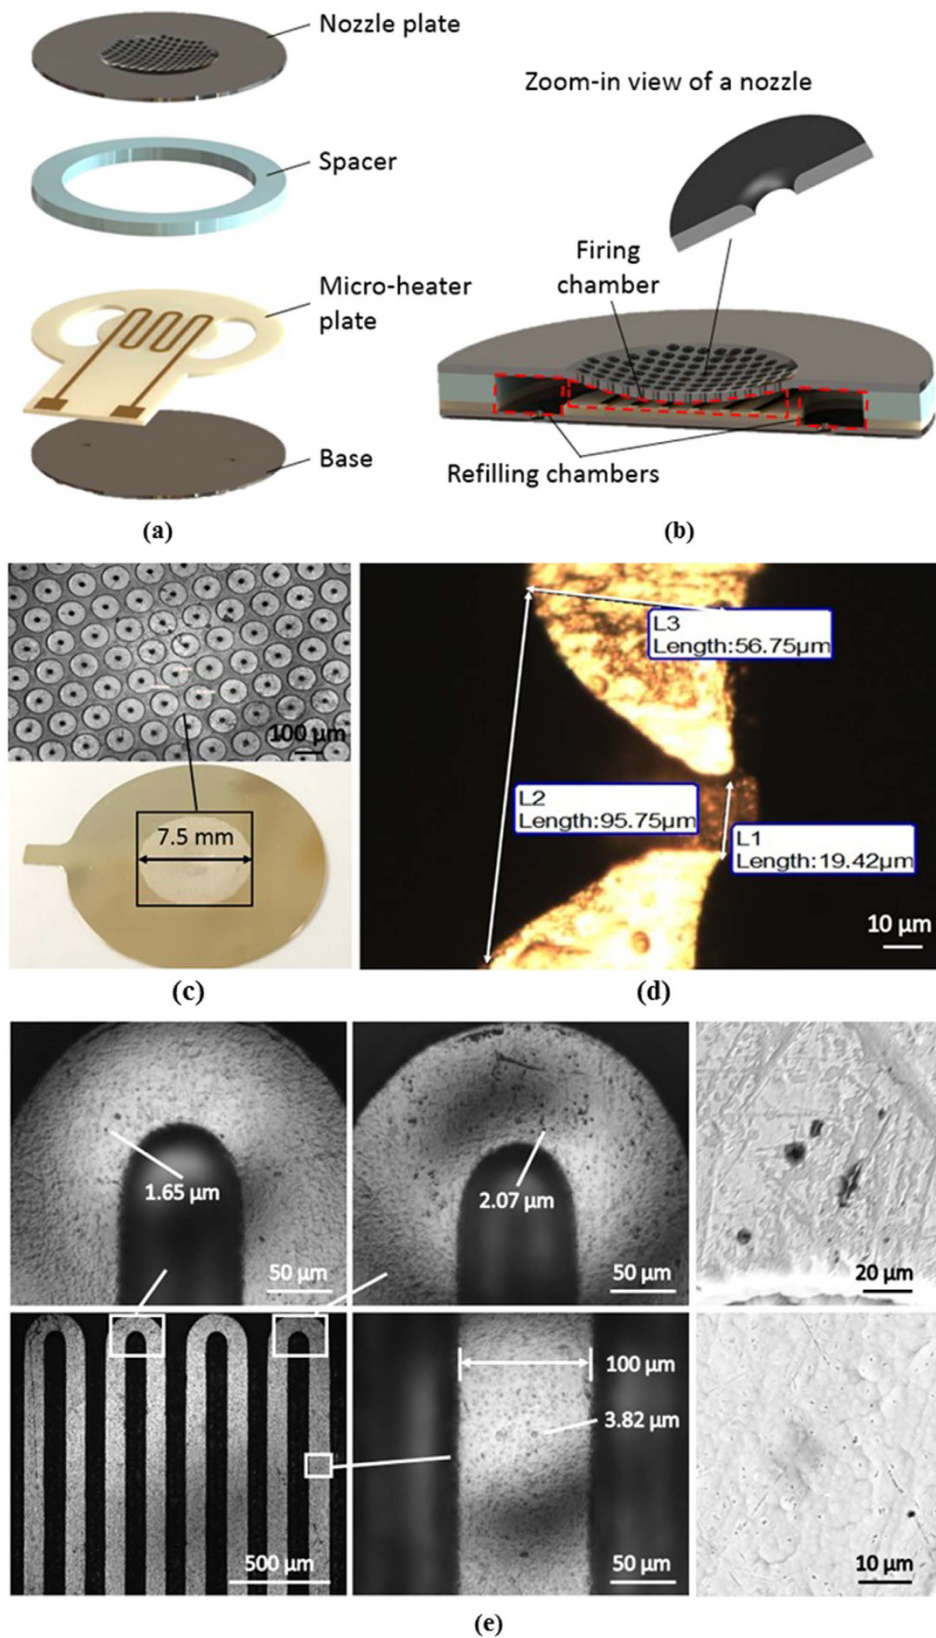 Nozzle plate
Spacer
Micro-heater
plate
Base
(a)
Zoom-in view of a nozzle
Firing
chamber
Refilling chambers
(b)
100 μm
7.5 mm
(c)
L3
Length:56.75μm
L2
Length:95.75μm
L1
Length:19.42μm
10 μm
(d)
1.65 μm
50 μm
2.07 μm
50 μm
20 μm
500 μm
100 μm
3.82 μm
50 μm
10 μm
(e)